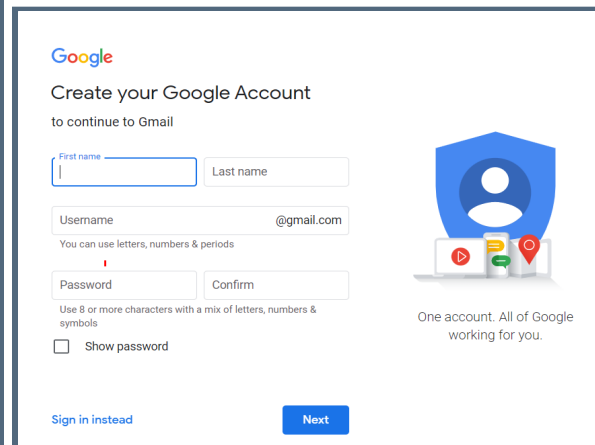 Google
Create your Google Account
to continue to Gmail
First name
Last name
Username @gmail.com
You can use letters, numbers & periods
Password
Confirm
Use 8 or more characters with a mix of letters, numbers &
symbols
Show password
One account. All of Google
working for you.
Sign in instead
Next